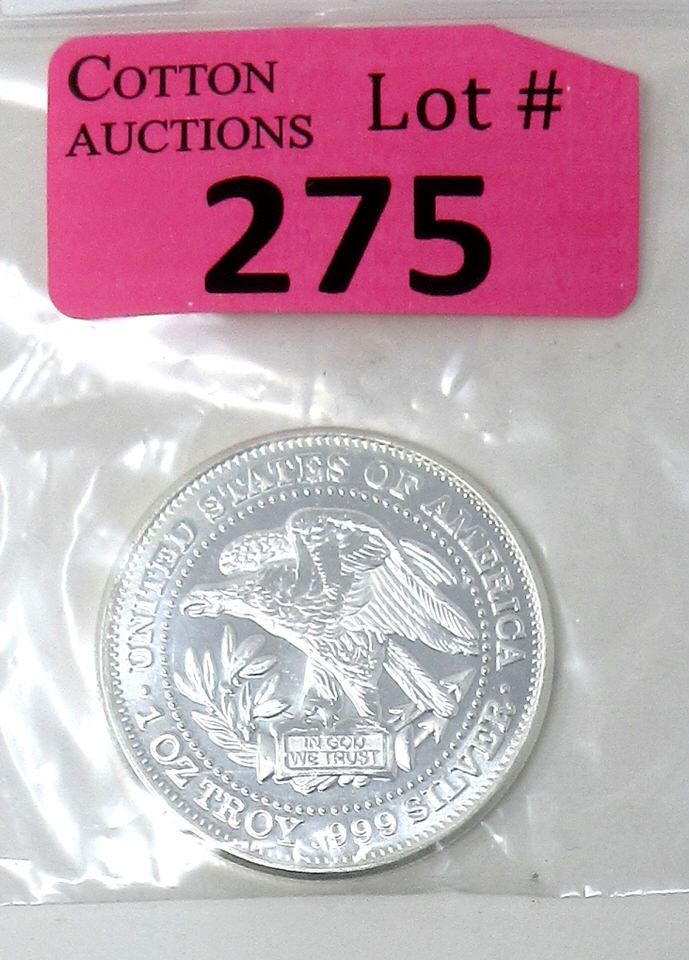 COTTON
AUCTIONS
Lot #
275
UNITED STATES OF AMERICA
IN GOD
WE TRUST
1 OZ TROY .999 SILVER